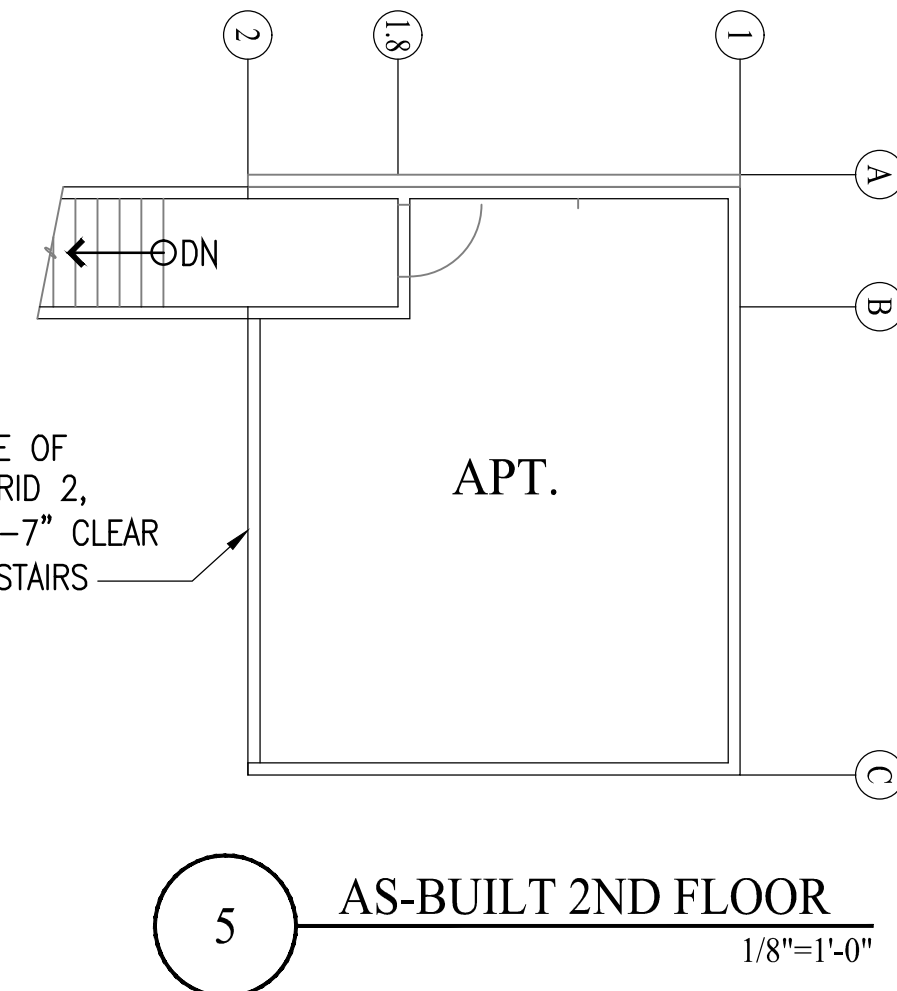 2
1.8
1
A
DN
B
OF
2,
-7" CLEAR
STAIRS
APT.
C
5
AS-BUILT 2ND FLOOR
1/8"=1'-0"